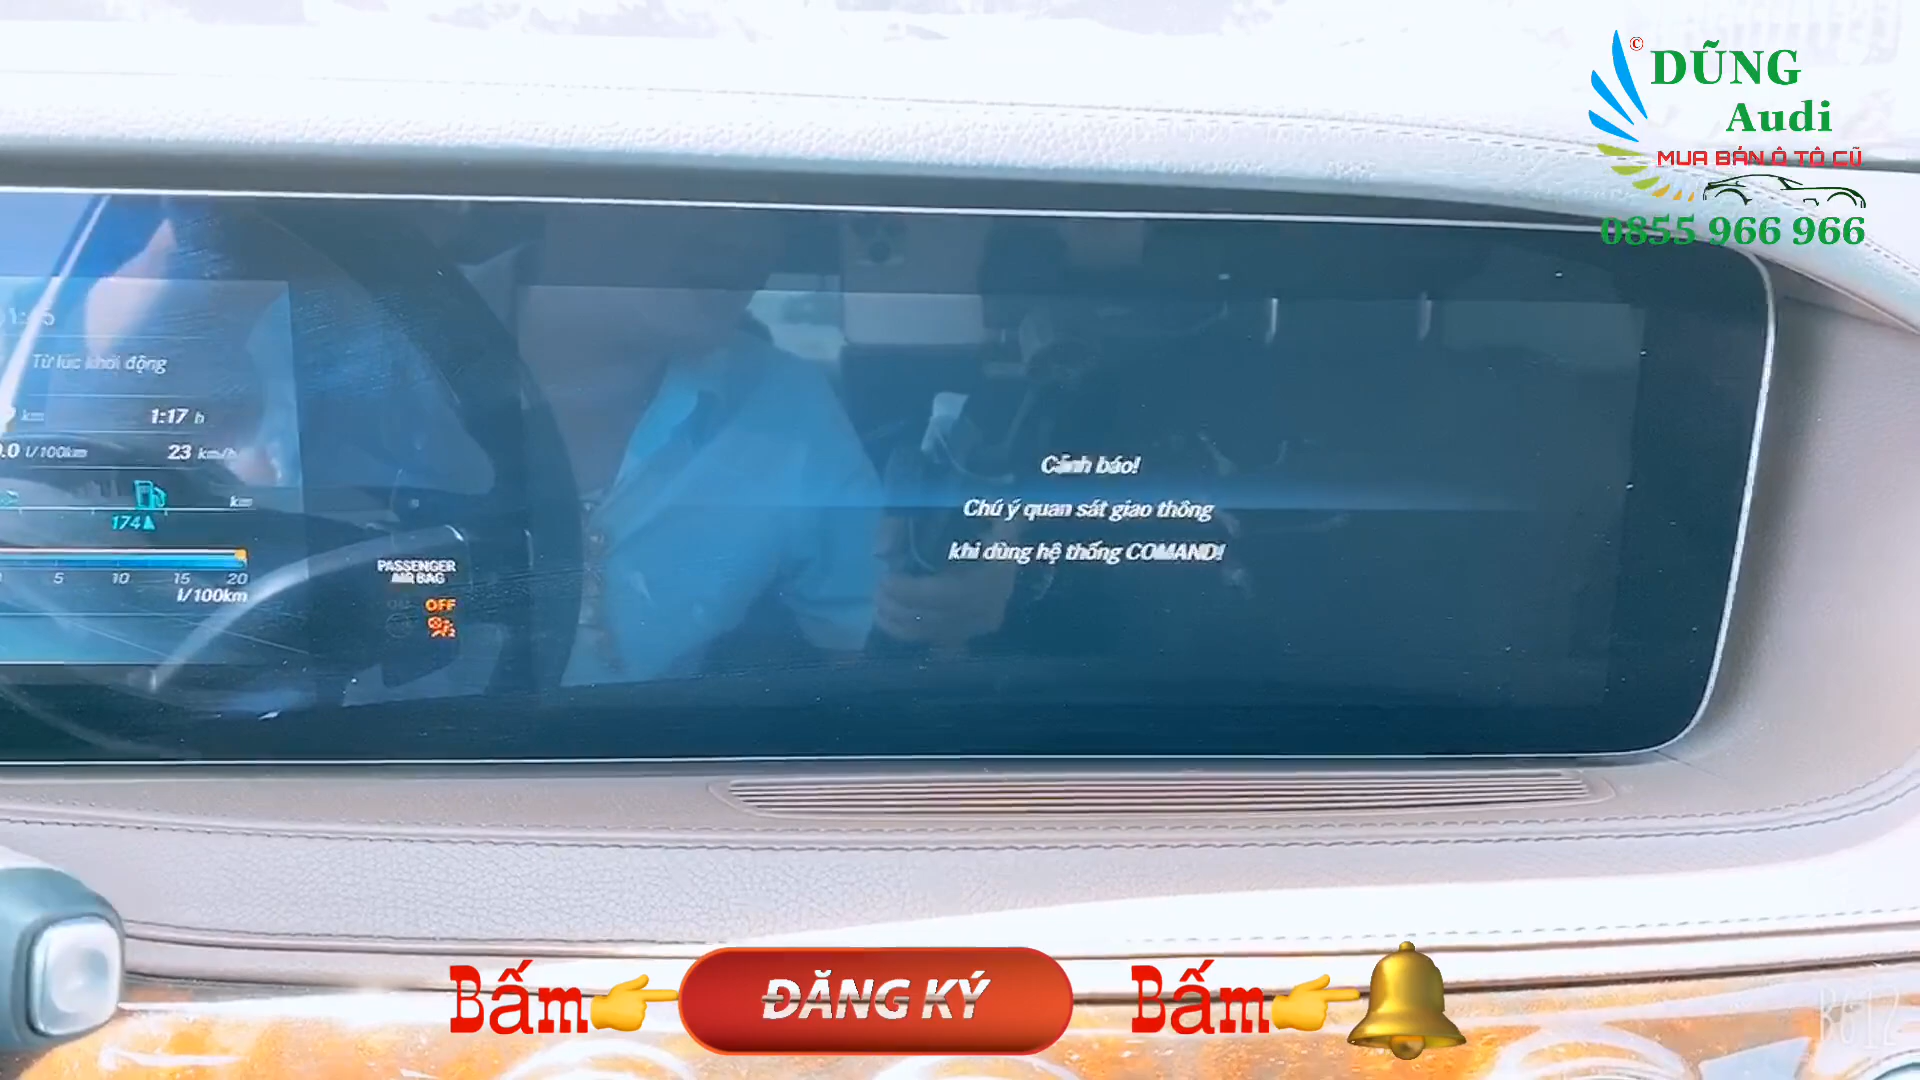 © DŨNG
Audi
MUA BÁN Ô TÔ CŨ
0855 966 966
Từ lúc khởi động
km 1:17 h
l/100km 23 km/h
km
174
5 10 15 20
l/100km
PASSENGER
AIR BAG
OFF
Cảnh báo!
Chú ý quan sát giao thông
khi dùng hệ thống COMAND!
Bấm ĐĂNG KÝ Bấm
B612